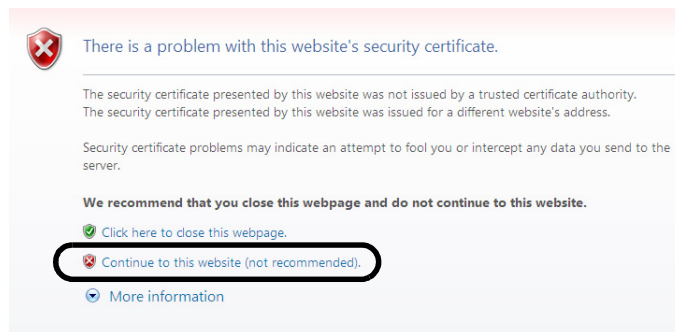 There is a problem with this website's security certificate.
The security certificate presented by this website was not issued by a trusted certificate authority.
The security certificate presented by this website was issued for a different website's address.
Security certificate problems may indicate an attempt to fool you or intercept any data you send to the
server.
We recommend that you close this webpage and do not continue to this website.
Click here to close this webpage.
Continue to this website (not recommended).
More information